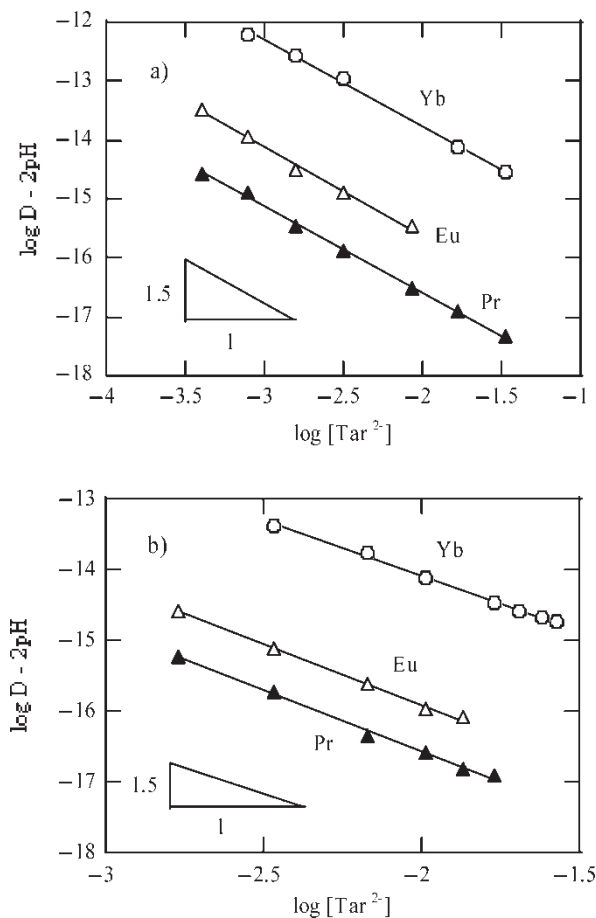 −12
a)
−13
Yb
−14
log D - 2pH
−15
Eu
−16
Pr
1.5
−17
1
−18
−4 −3.5 −3 −2.5 −2 −1.5 −1
log [Tar 2-]
−13
b)
Yb
−14
log D - 2pH
−15
Eu
−16
Pr
1.5
−17
1
−18
−3 −2.5 −2 −1.5
log [Tar 2-]